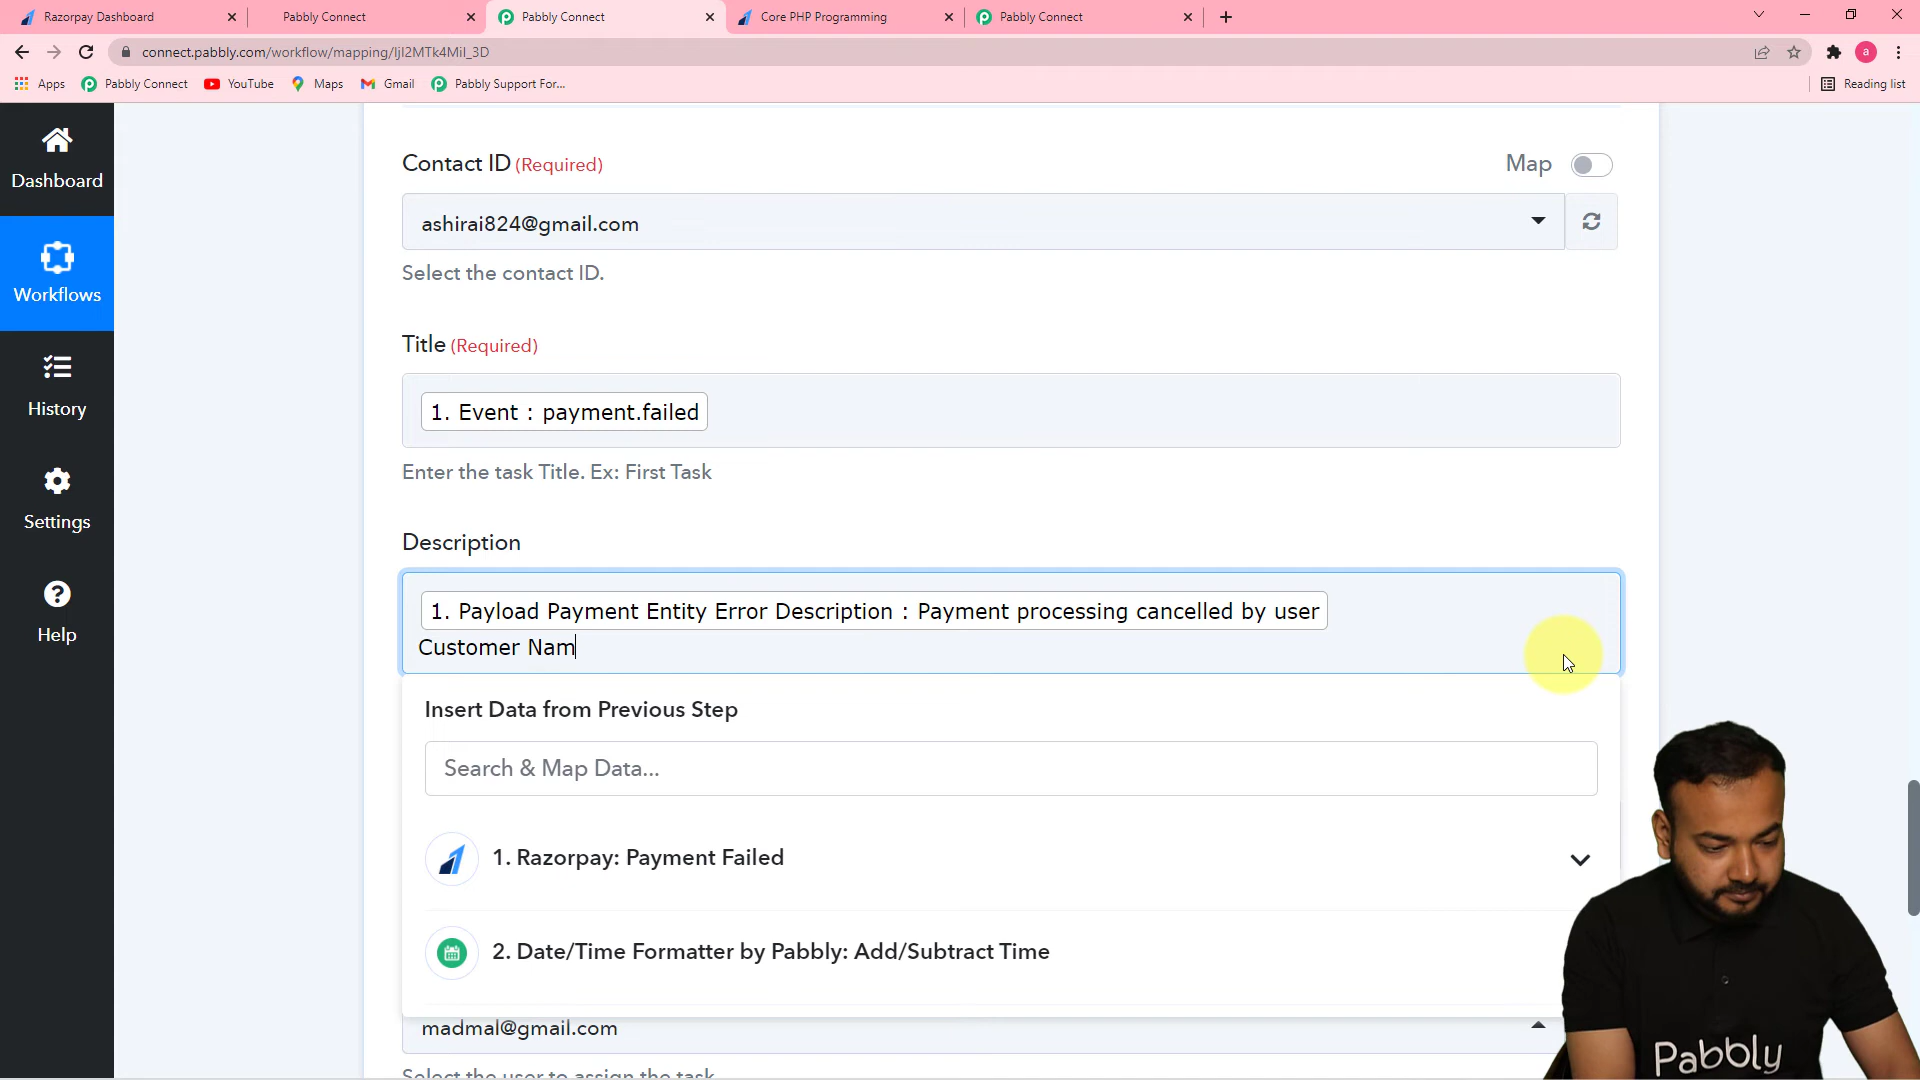 Razorpay Dashboard
Pabbly Connect
Pabbly Connect
Core PHP Programming
Pabbly Connect
connect.pabbly.com/workflow/mapping/IjI2MTk4MiI_3D
a
Apps
Pabbly Connect
YouTube
Maps
Gmail
Pabbly Support For...
Reading list
Dashboard
Workflows
History
Settings
Help
Contact ID (Required)
Map
ashirai824@gmail.com
Select the contact ID.
Title (Required)
1. Event : payment.failed
Enter the task Title. Ex: First Task
Description
1. Payload Payment Entity Error Description : Payment processing cancelled by user
Customer Nam
Insert Data from Previous Step
Search & Map Data...
1. Razorpay: Payment Failed
2. Date/Time Formatter by Pabbly: Add/Subtract Time
madmal@gmail.com
Select the user to assign the task
Pabbly